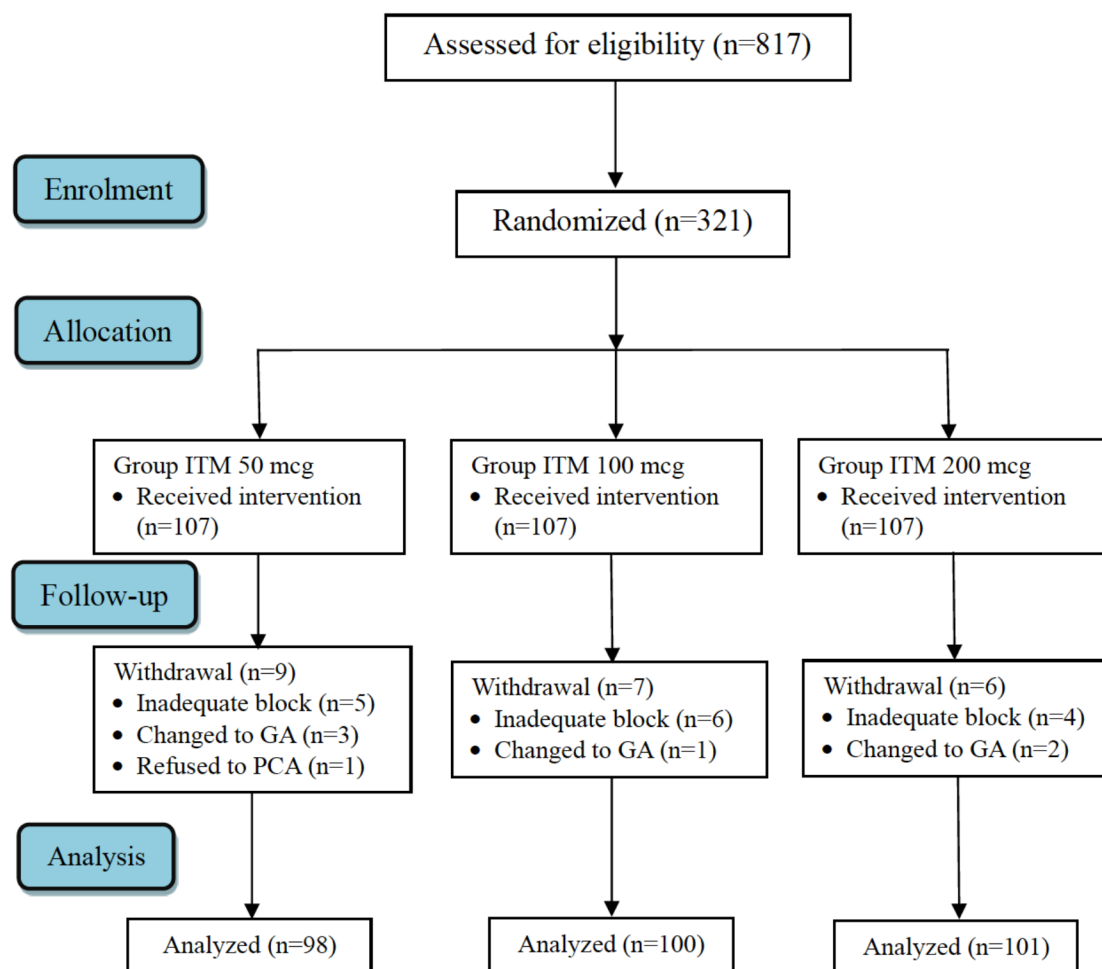 Assessed for eligibility (n=817)
Enrolment
Randomized (n=321)
Allocation
Group ITM 50 mcg
• Received intervention
(n=107)
Group ITM 100 mcg
• Received intervention
(n=107)
Group ITM 200 mcg
• Received intervention
(n=107)
Follow-up
Withdrawal (n=9)
• Inadequate block (n=5)
• Changed to GA (n=3)
• Refused to PCA (n=1)
Withdrawal (n=7)
• Inadequate block (n=6)
• Changed to GA (n=1)
Withdrawal (n=6)
• Inadequate block (n=4)
• Changed to GA (n=2)
Analysis
Analyzed (n=98)
Analyzed (n=100)
Analyzed (n=101)